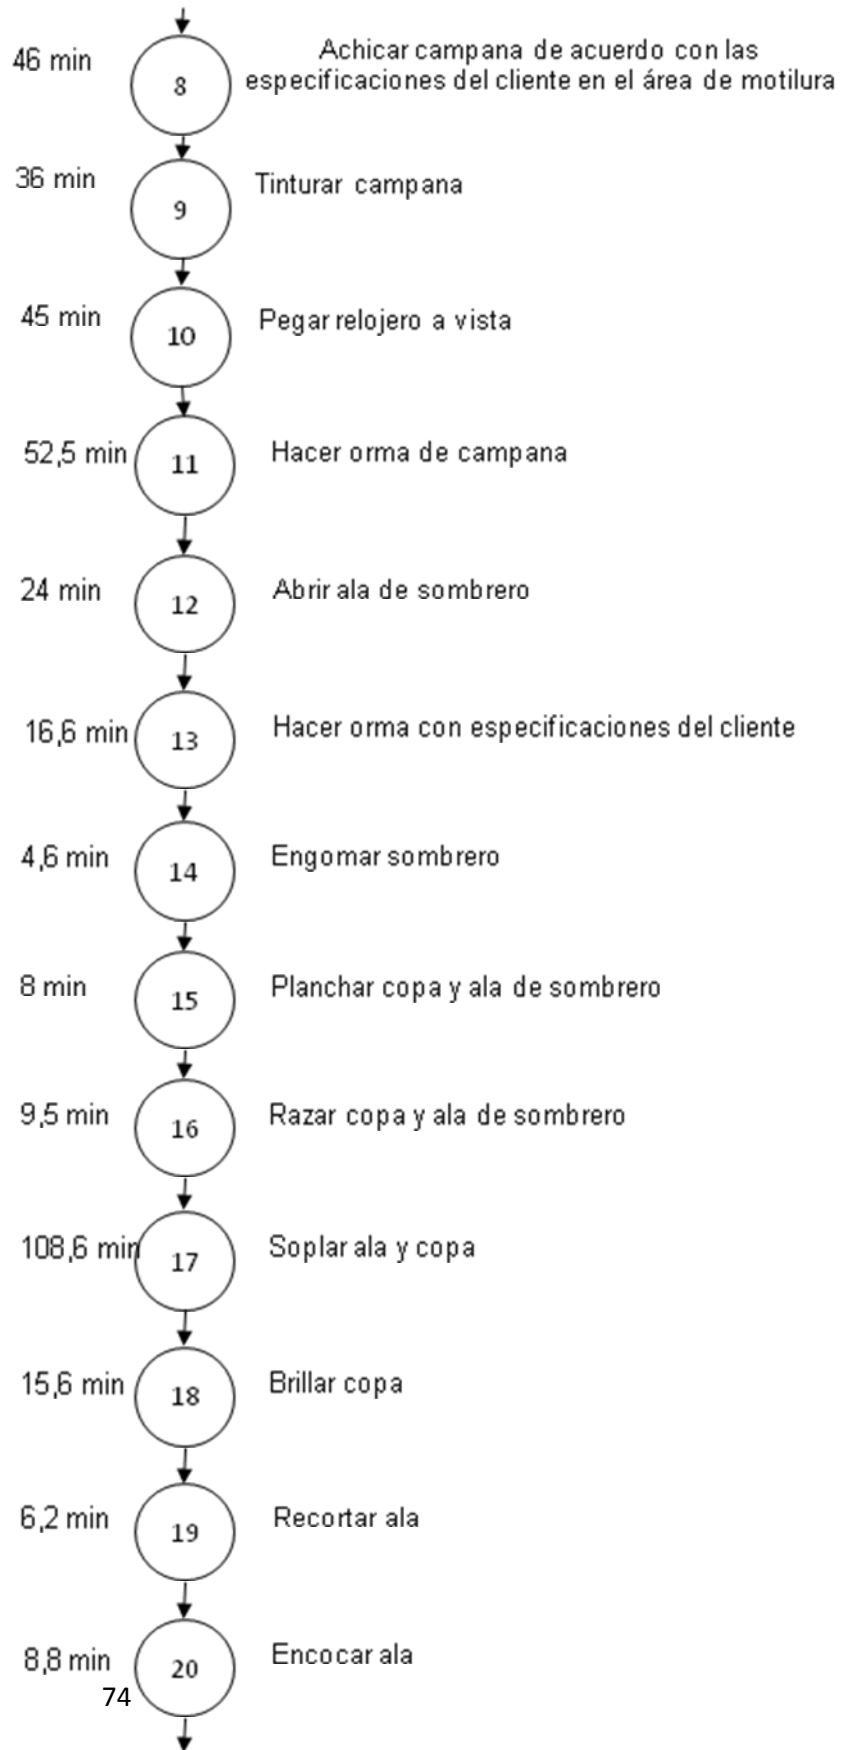 46 min
8
Achicar campana de acuerdo con las
especificaciones del cliente en el área de motilura
36 min
9
Tinturar campana
45 min
10
Pegar relojero a vista
52,5 min
11
Hacer orma de campana
24 min
12
Abrir ala de sombrero
16,6 min
13
Hacer orma con especificaciones del cliente
4,6 min
14
Engomar sombrero
8 min
15
Planchar copa y ala de sombrero
9,5 min
16
Razar copa y ala de sombrero
108,6 min
17
Soplar ala y copa
15,6 min
18
Brillar copa
6,2 min
19
Recortar ala
8,8 min
20
Encocar ala
74